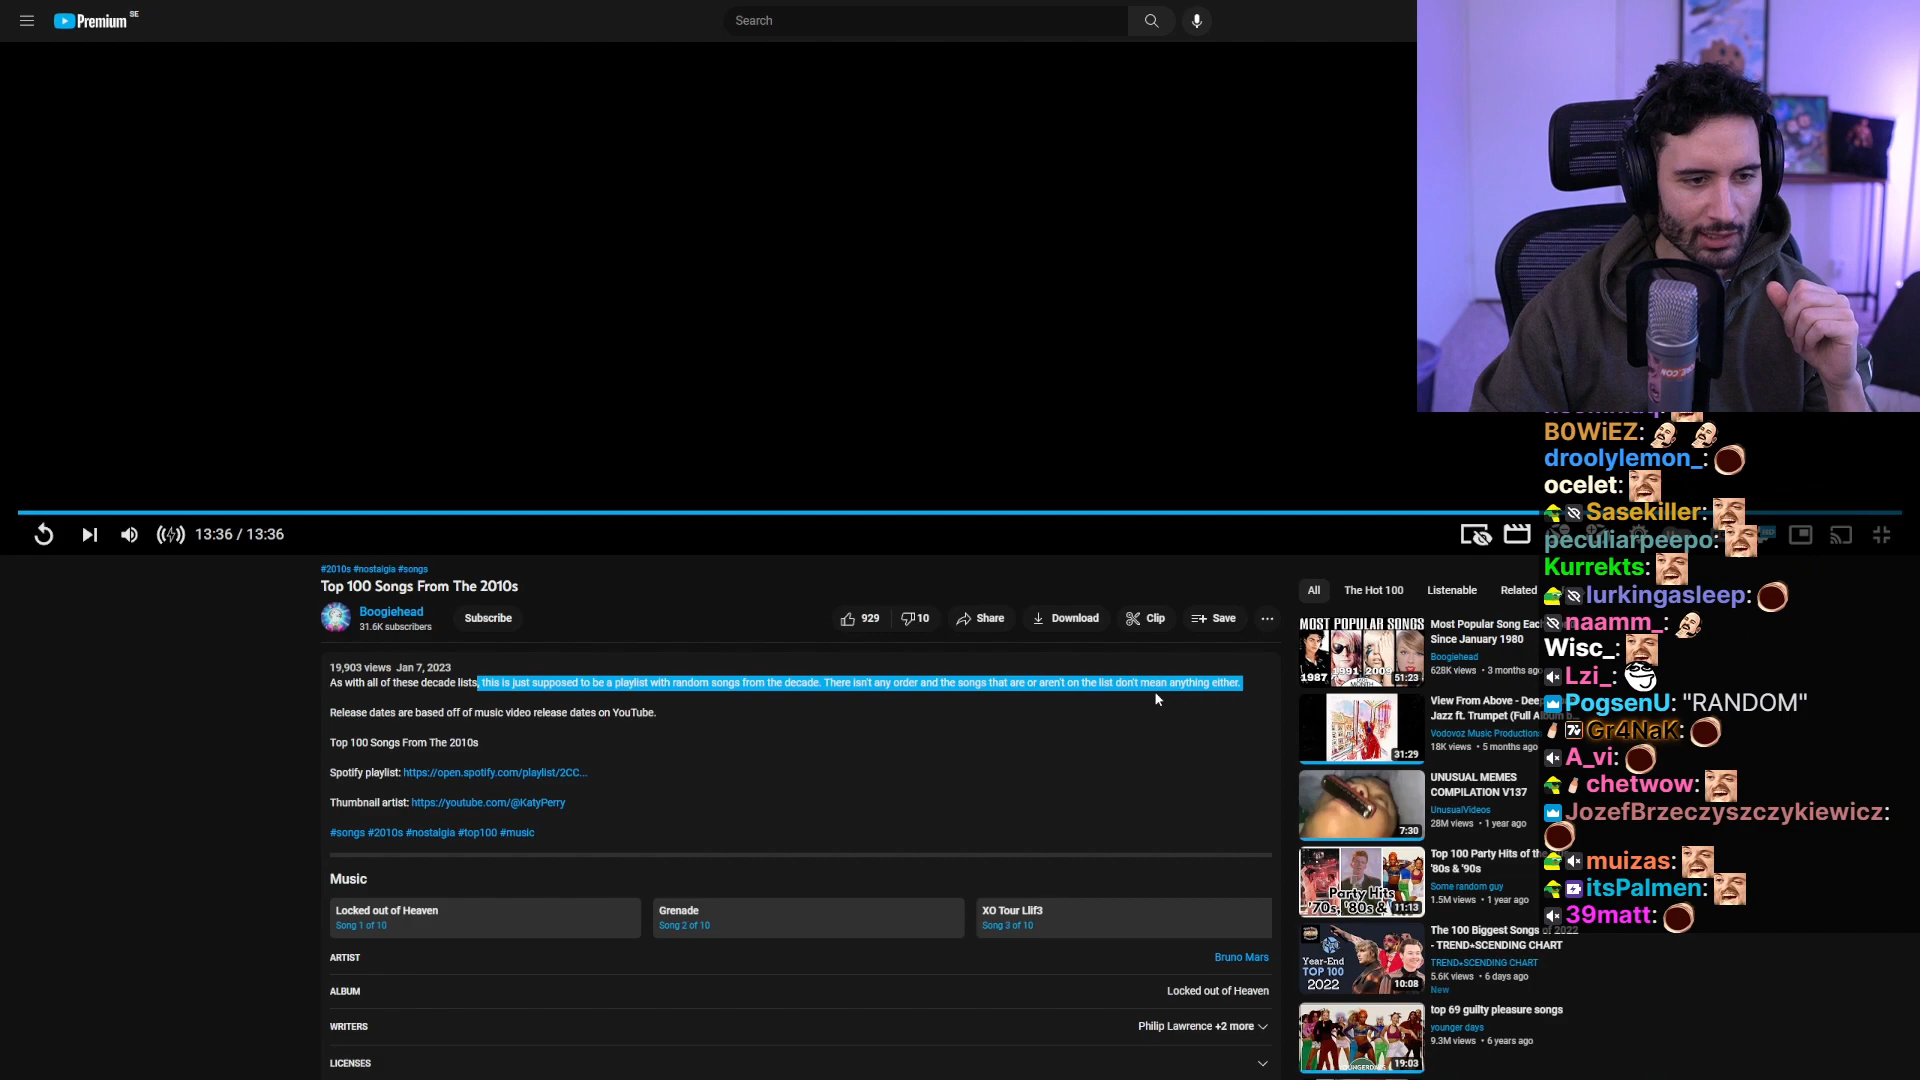 Premium SE
Search
13:36 / 13:36
#2010s #nostalgia #songs
Top 100 Songs From The 2010s
Boogiehead
31.6K subscribers
Subscribe
929
10
Share
Download
Clip
Save
19,903 views Jan 7, 2023
As with all of these decade lists, this is just supposed to be a playlist with random songs from the decade. There isn't any order and the songs that are or aren't on the list don't mean anything either.
Release dates are based off of music video release dates on YouTube.
Top 100 Songs From The 2010s
Spotify playlist: https://open.spotify.com/playlist/2CC...
Thumbnail artist: https://youtube.com/@KatyPerry
#songs #2010s #nostalgia #top100 #music
Music
Locked out of Heaven
Song 1 of 10
Grenade
Song 2 of 10
XO Tour Llif3
Song 3 of 10
ARTIST
Bruno Mars
ALBUM
Locked out of Heaven
WRITERS
Philip Lawrence +2 more
LICENSES
All
The Hot 100
Listenable
Related
MOST POPULAR SONGS
1987
1991
2009
51:23
Most Popular Song Each
Since January 1980
Boogiehead
628K views • 3 months ago
31:29
View From Above - Deep
Jazz ft. Trumpet (Full Album
Vodovoz Music Productions
18K views • 5 months ago
7:30
UNUSUAL MEMES
COMPILATION V137
UnusualVideos
28M views • 1 year ago
Party Hits
'70s, '80s &
11:13
Top 100 Party Hits of the
'80s & '90s
Some random guy
1.5M views • 1 year ago
Year-End
TOP 100
2022
10:08
The 100 Biggest Songs of 2022
- TREND★SCENDING CHART
TREND★SCENDING CHART
5.6K views • 6 days ago
New
19:03
top 69 guilty pleasure songs
younger days
9.3M views • 6 years ago
B0WiEZ:
droolylemon_:
ocelet:
Sasekiller:
peculiarpeepo:
Kurrekts:
lurkingasleep:
naamm_:
Wisc_:
Lzi_:
PogsenU: "RANDOM"
Gr4NaK:
A_vi:
chetwow:
JozefBrzeczyszczykiewicz:
muizas:
itsPalmen:
39matt: